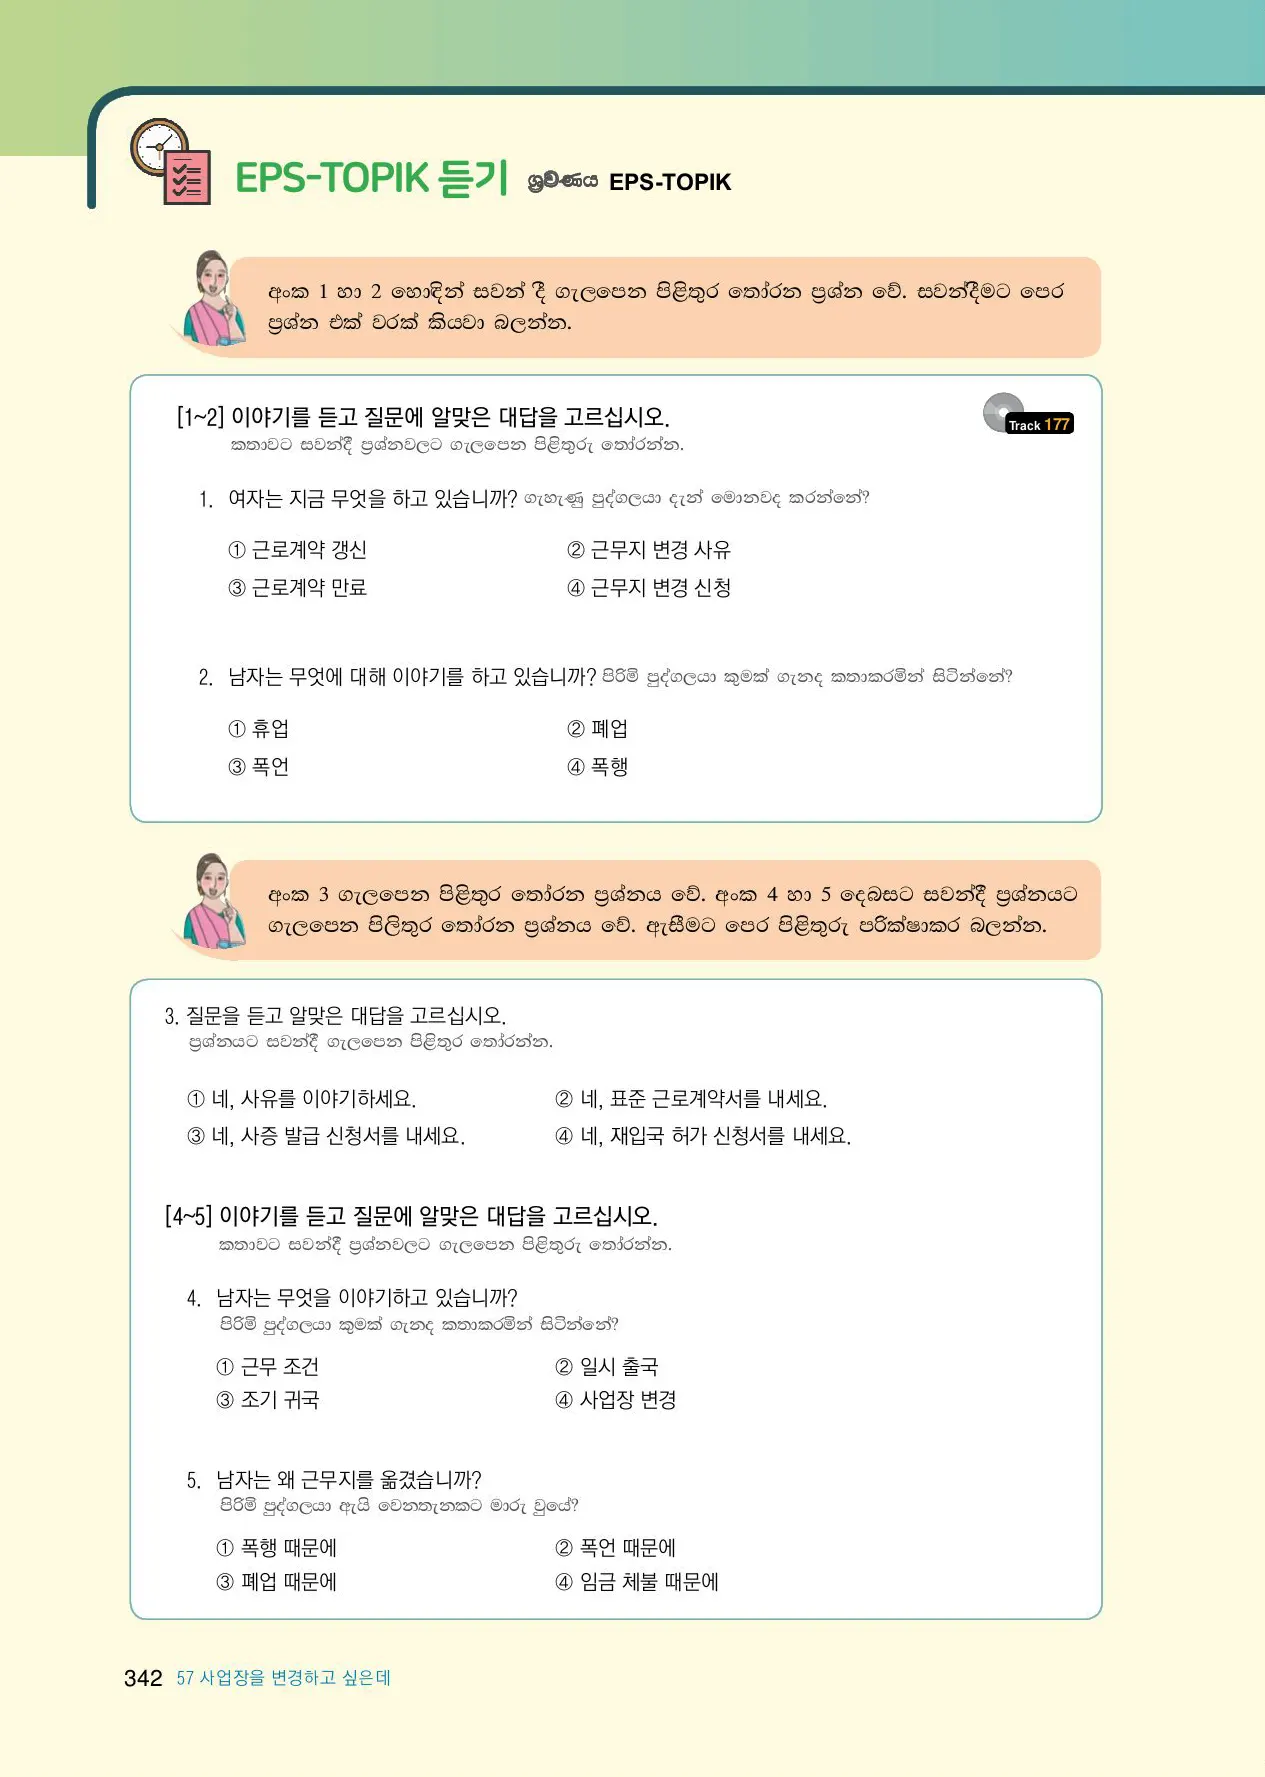 EPS-TOPIK 듣기 ශ්‍රවණය EPS-TOPIK
අංක 1 හා 2 හොඳින් සවන් දී ගැලපෙන පිළිතුර තෝරන ප්‍රශ්න වේ. සවන්දීමට පෙර
ප්‍රශ්න එක් වරක් කියවා බලන්න.
[1~2] 이야기를 듣고 질문에 알맞은 대답을 고르십시오.
Track 177
කතාවට සවන්දී ප්‍රශ්නවලට ගැලපෙන පිළිතුරු තෝරන්න.
1. 여자는 지금 무엇을 하고 있습니까? ගැහැණු පුද්ගලයා දැන් මොනවද කරන්නේ?
① 근로계약 갱신 ② 근무지 변경 사유
③ 근로계약 만료 ④ 근무지 변경 신청
2. 남자는 무엇에 대해 이야기를 하고 있습니까? පිරිමි පුද්ගලයා කුමක් ගැනද කතාකරමින් සිටින්නේ?
① 휴업 ② 폐업
③ 폭언 ④ 폭행
අංක 3 ගැලපෙන පිළිතුර තෝරන ප්‍රශ්නය වේ. අංක 4 හා 5 දෙබසට සවන්දී ප්‍රශ්නයට
ගැලපෙන පිලිතුර තෝරන ප්‍රශ්නය වේ. ඇසීමට පෙර පිළිතුරු පරික්ෂාකර බලන්න.
3. 질문을 듣고 알맞은 대답을 고르십시오.
ප්‍රශ්නයට සවන්දී ගැලපෙන පිළිතුර තෝරන්න.
① 네, 사유를 이야기하세요. ② 네, 표준 근로계약서를 내세요.
③ 네, 사증 발급 신청서를 내세요. ④ 네, 재입국 허가 신청서를 내세요.
[4~5] 이야기를 듣고 질문에 알맞은 대답을 고르십시오.
කතාවට සවන්දී ප්‍රශ්නවලට ගැලපෙන පිළිතුරු තෝරන්න.
4. 남자는 무엇을 이야기하고 있습니까?
පිරිමි පුද්ගලයා කුමක් ගැනද කතාකරමින් සිටින්නේ?
① 근무 조건 ② 일시 출국
③ 조기 귀국 ④ 사업장 변경
5. 남자는 왜 근무지를 옮겼습니까?
පිරිමි පුද්ගලයා ඇයි වෙනතැනකට මාරු වුයේ?
① 폭행 때문에 ② 폭언 때문에
③ 폐업 때문에 ④ 임금 체불 때문에
342 57 사업장을 변경하고 싶은데